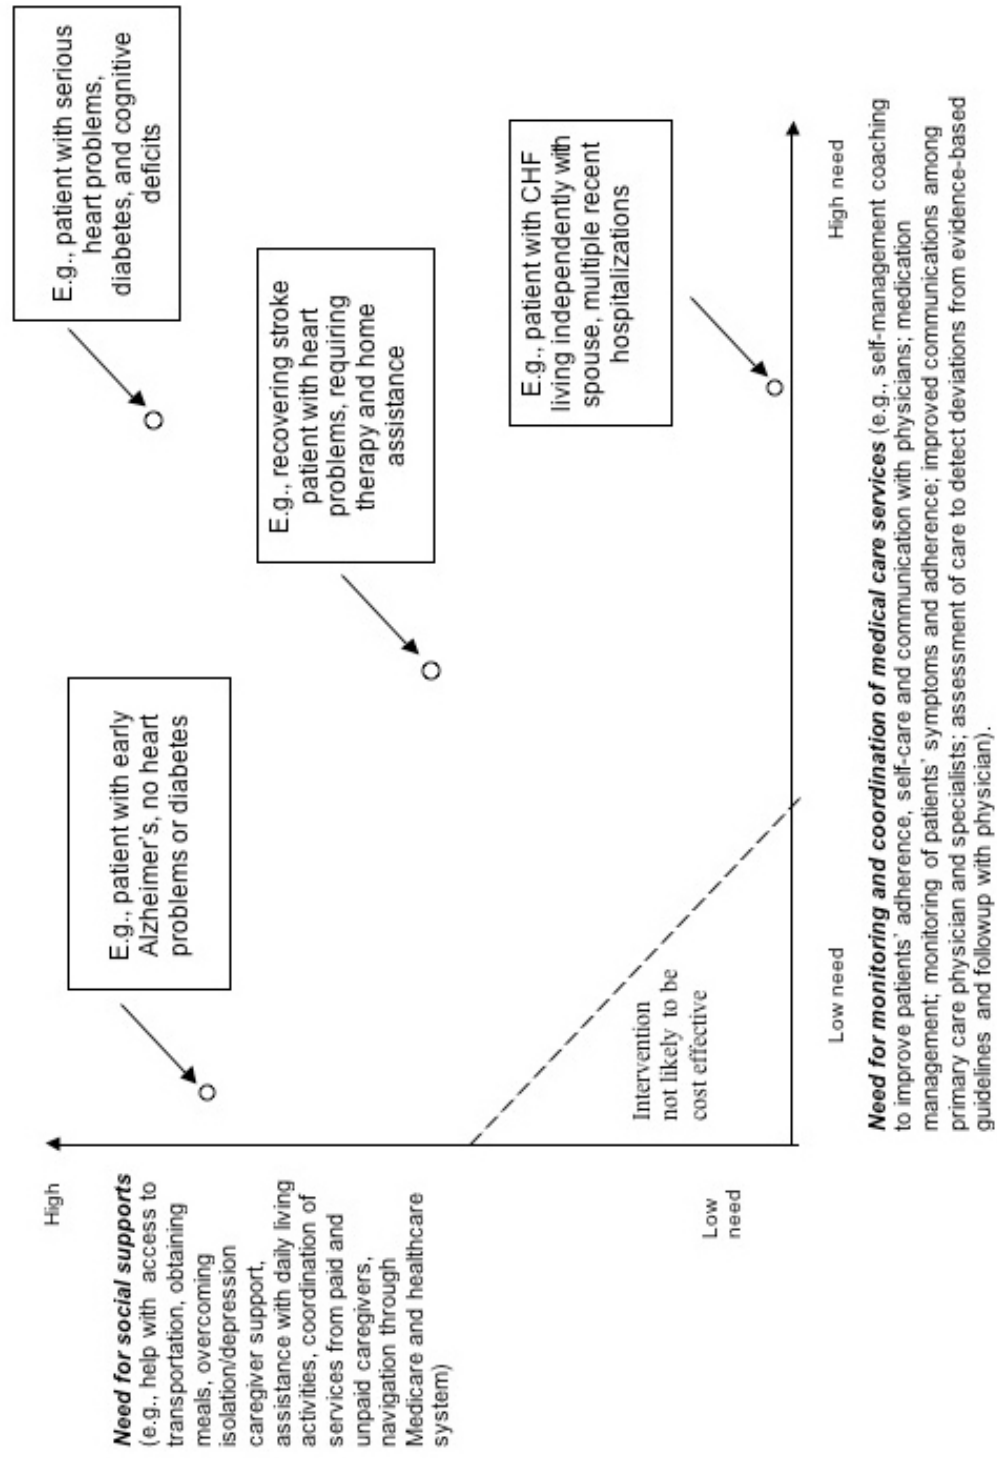 High
Need for social supports
(e.g., help with access to
transportation, obtaining
meals, overcoming
isolation/depression
caregiver support,
assistance with daily living
activities, coordination of
services from paid and
unpaid caregivers,
navigation through
Medicare and healthcare
system)
Low
need
E.g., patient with early
Alzheimer's, no heart
problems or diabetes
E.g., patient with serious
heart problems,
diabetes, and cognitive
deficits
E.g., recovering stroke
patient with heart
problems, requiring
therapy and home
assistance
E.g., patient with CHF
living independently with
spouse, multiple recent
hospitalizations
Intervention
not likely to be
cost effective
Low need
High need
Need for monitoring and coordination of medical care services (e.g., self-management coaching
to improve patients' adherence, self-care and communication with physicians; medication
management; monitoring of patients' symptoms and adherence; improved communications among
primary care physician and specialists; assessment of care to detect deviations from evidence-based
guidelines and followup with physician).